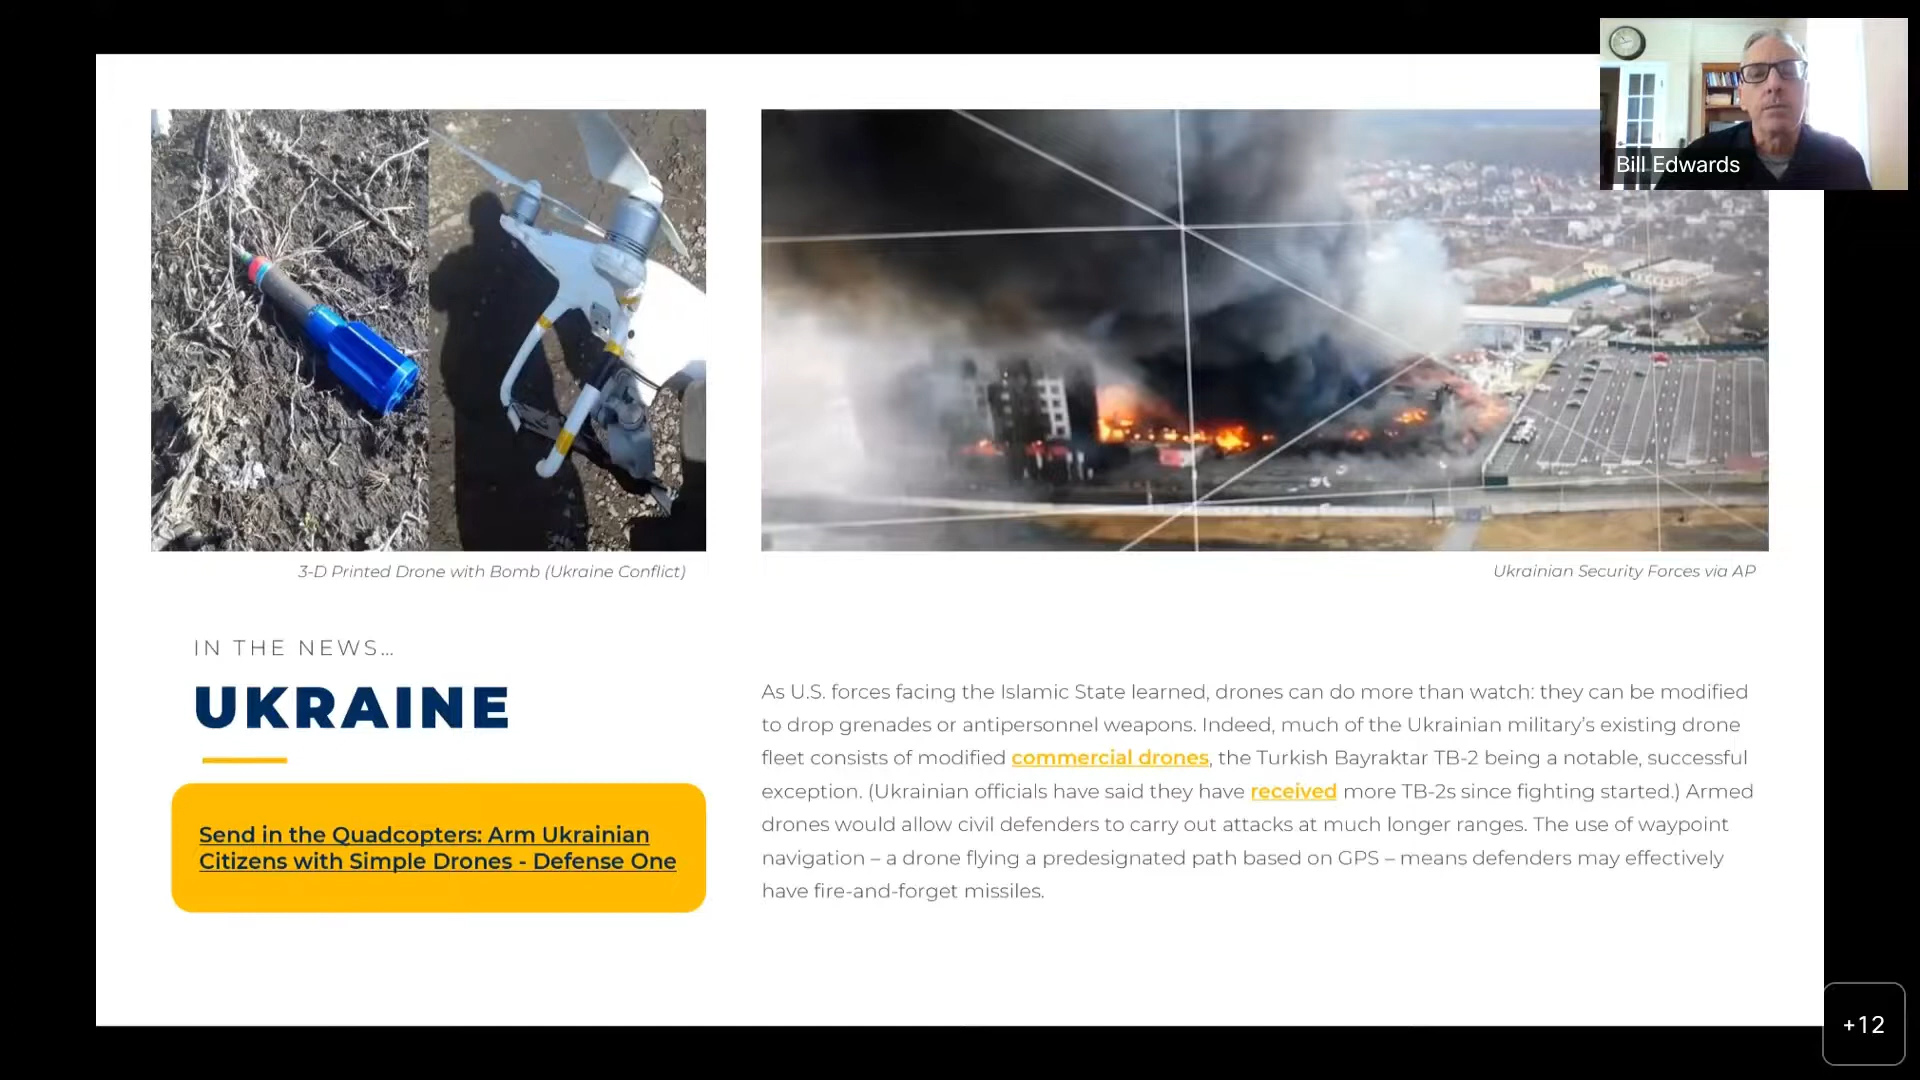 Bill Edwards
3-D Printed Drone with Bomb (Ukraine Conflict)
Ukrainian Security Forces via AP
IN THE NEWS…
UKRAINE
Send in the Quadcopters: Arm Ukrainian
Citizens with Simple Drones - Defense One
As U.S. forces facing the Islamic State learned, drones can do more than watch: they can be modified
to drop grenades or antipersonnel weapons. Indeed, much of the Ukrainian military’s existing drone
fleet consists of modified commercial drones, the Turkish Bayraktar TB-2 being a notable, successful
exception. (Ukrainian officials have said they have received more TB-2s since fighting started.) Armed
drones would allow civil defenders to carry out attacks at much longer ranges. The use of waypoint
navigation – a drone flying a predesignated path based on GPS – means defenders may effectively
have fire-and-forget missiles.
+12